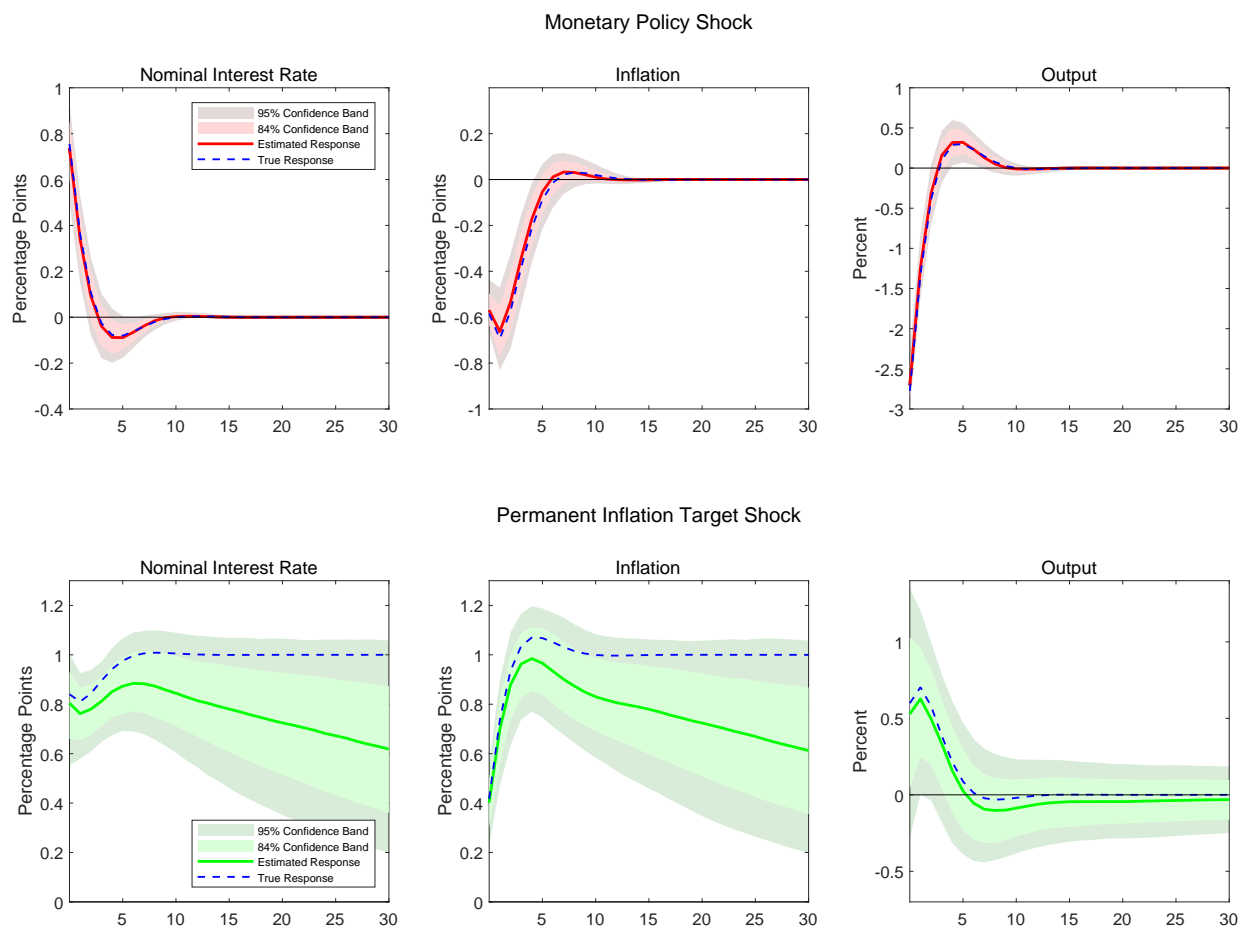 Monetary Policy Shock
Nominal Interest Rate
Inflation
Output
1
0.8
0.6
0.4
0.2
0
-0.2
-0.4
Percentage Points
95% Confidence Band
84% Confidence Band
Estimated Response
True Response
5 10 15 20 25 30
0.2
0
-0.2
-0.4
-0.6
-0.8
-1
Percentage Points
5 10 15 20 25 30
1
0.5
0
-0.5
-1
-1.5
-2
-2.5
-3
Percent
5 10 15 20 25 30
Permanent Inflation Target Shock
Nominal Interest Rate
Inflation
Output
1.2
1
0.8
0.6
0.4
0.2
0
Percentage Points
95% Confidence Band
84% Confidence Band
Estimated Response
True Response
5 10 15 20 25 30
1.2
1
0.8
0.6
0.4
0.2
0
Percentage Points
5 10 15 20 25 30
1
0.5
0
-0.5
Percent
5 10 15 20 25 30